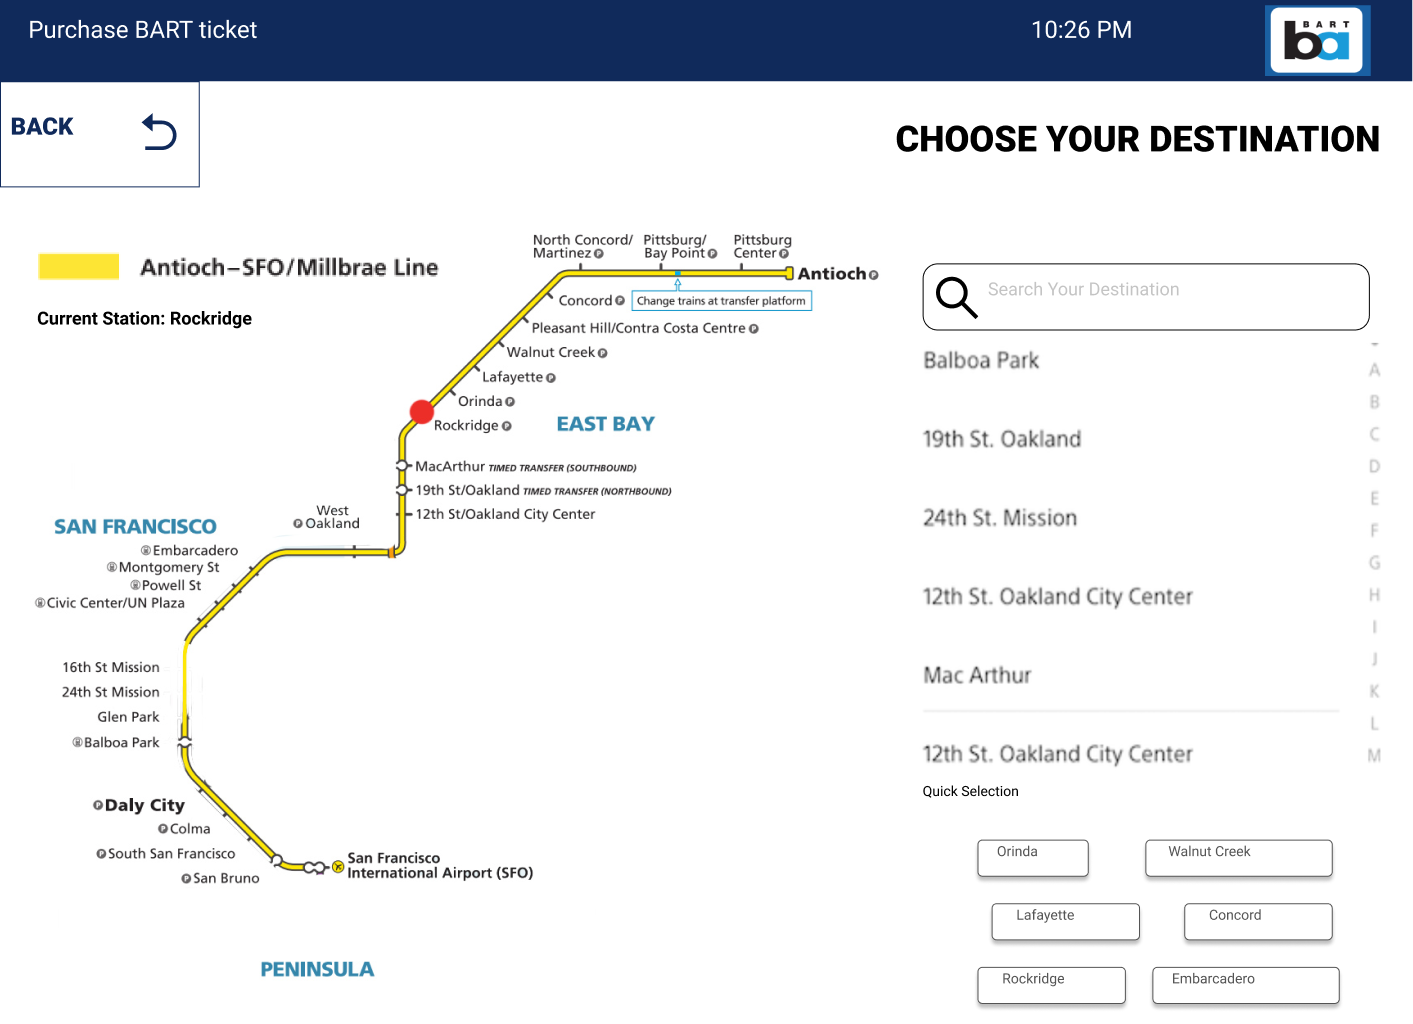 Purchase BART ticket
10:26 PM
BART
ba
BACK
CHOOSE YOUR DESTINATION
Antioch–SFO/Millbrae Line
Current Station: Rockridge
North Concord/
Martinez P
Pittsburg/
Bay Point P
Pittsburg
Center P
Antioch P
Concord P
Change trains at transfer platform
Pleasant Hill/Contra Costa Centre P
Walnut Creek P
Lafayette P
Orinda P
Rockridge P
EAST BAY
MacArthur TIMED TRANSFER (SOUTHBOUND)
19th St/Oakland TIMED TRANSFER (NORTHBOUND)
12th St/Oakland City Center
West
P Oakland
SAN FRANCISCO
Embarcadero
Montgomery St
Powell St
Civic Center/UN Plaza
16th St Mission
24th St Mission
Glen Park
Balboa Park
P Daly City
P Colma
P South San Francisco
P San Bruno
San Francisco
International Airport (SFO)
PENINSULA
Search Your Destination
Balboa Park
19th St. Oakland
24th St. Mission
12th St. Oakland City Center
Mac Arthur
12th St. Oakland City Center
A
B
C
D
E
F
G
H
I
J
K
L
M
Quick Selection
Orinda
Walnut Creek
Lafayette
Concord
Rockridge
Embarcadero